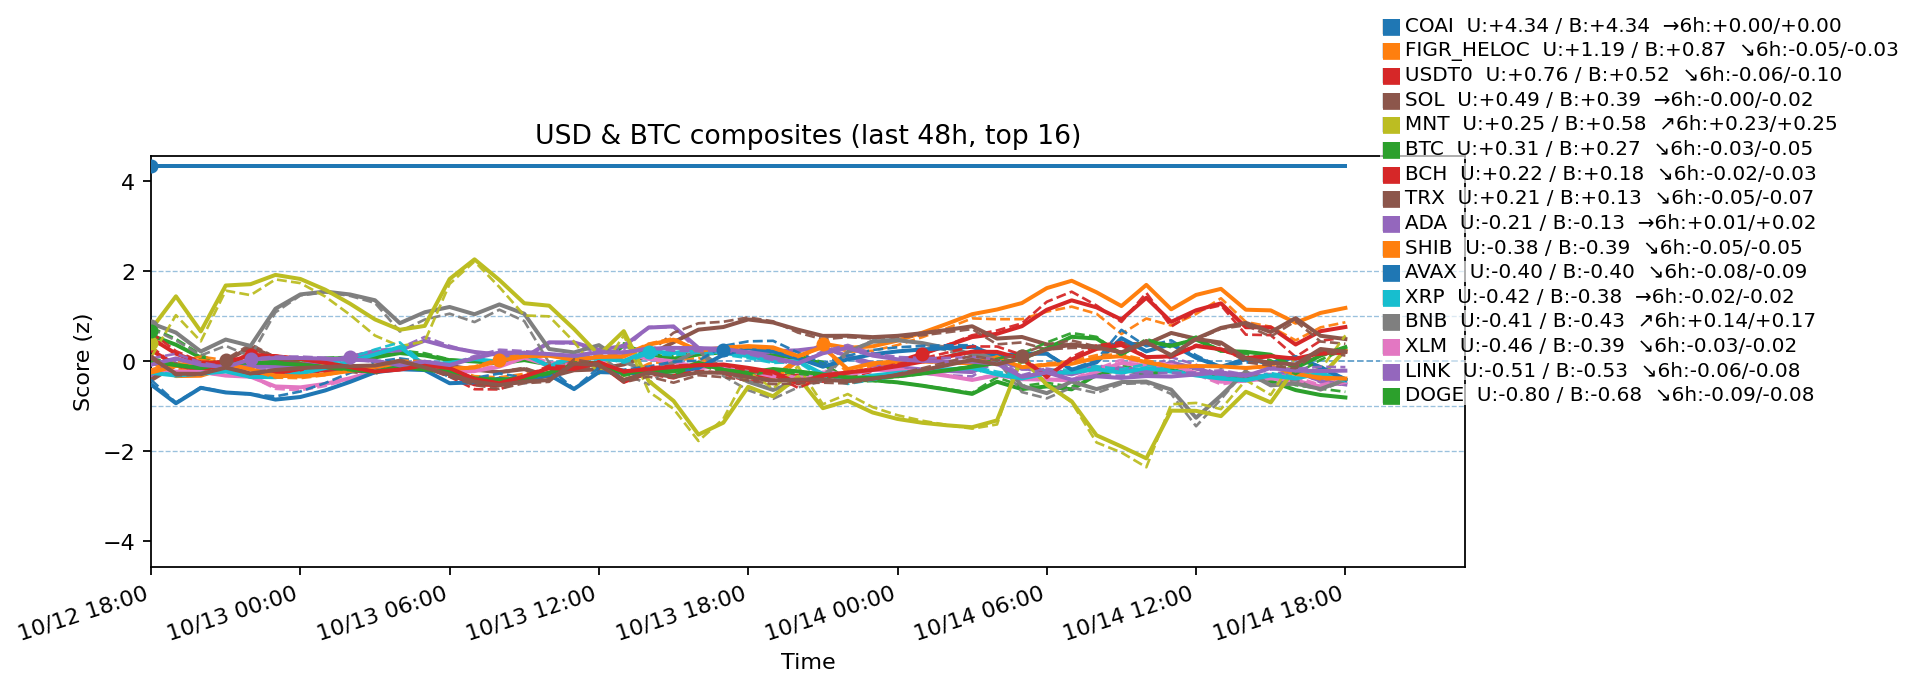 COAI  U:+4.34 / B:+4.34  →6h:+0.00/+0.00
FIGR_HELOC  U:+1.19 / B:+0.87  ↘6h:-0.05/-0.03
USDT0  U:+0.76 / B:+0.52  ↘6h:-0.06/-0.10
SOL  U:+0.49 / B:+0.39  →6h:-0.00/-0.02
MNT  U:+0.25 / B:+0.58  ↗6h:+0.23/+0.25
BTC  U:+0.31 / B:+0.27  ↘6h:-0.03/-0.05
BCH  U:+0.22 / B:+0.18  ↘6h:-0.02/-0.03
TRX  U:+0.21 / B:+0.13  ↘6h:-0.05/-0.07
ADA  U:-0.21 / B:-0.13  →6h:+0.01/+0.02
SHIB  U:-0.38 / B:-0.39  ↘6h:-0.05/-0.05
AVAX  U:-0.40 / B:-0.40  ↘6h:-0.08/-0.09
XRP  U:-0.42 / B:-0.38  →6h:-0.02/-0.02
BNB  U:-0.41 / B:-0.43  ↗6h:+0.14/+0.17
XLM  U:-0.46 / B:-0.39  ↘6h:-0.03/-0.02
LINK  U:-0.51 / B:-0.53  ↘6h:-0.06/-0.08
DOGE  U:-0.80 / B:-0.68  ↘6h:-0.09/-0.08
USD & BTC composites (last 48h, top 16)
Score (z)
4
2
0
−2
−4
10/12 18:00
10/13 00:00
10/13 06:00
10/13 12:00
10/13 18:00
10/14 00:00
10/14 06:00
10/14 12:00
10/14 18:00
Time